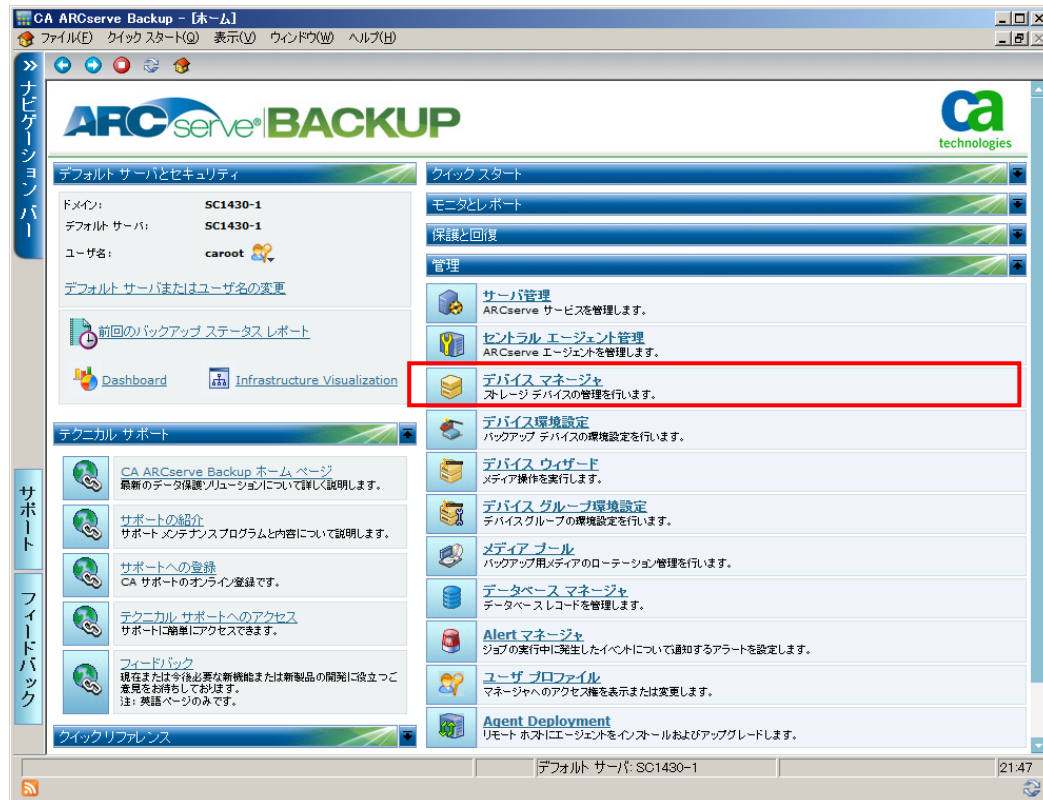 CA ARCserve Backup - [ホーム]
ファイル(F) クイック スタート(Q) 表示(V) ウィンドウ(W) ヘルプ(H)
ナビゲーション バー
サポート
フィードバック
ARCserve® BACKUP
ca
technologies
デフォルト サーバとセキュリティ
ドメイン: SC1430-1
デフォルト サーバ: SC1430-1
ユーザ名: caroot
デフォルト サーバまたはユーザ名の変更
前回のバックアップ ステータス レポート
Dashboard Infrastructure Visualization
テクニカル サポート
CA ARCserve Backup ホーム ページ
最新のデータ保護ソリューションについて詳しく説明します。
サポートの紹介
サポート メンテナンス プログラムと内容について説明します。
サポートへの登録
CA サポートのオンライン登録です。
テクニカル サポートへのアクセス
サポートに簡単にアクセスできます。
フィードバック
現在または今後必要な新機能または新製品の開発に役立つご
意見をお待ちしております。
注: 英語ページのみです。
クイック リファレンス
クイック スタート
モニタとレポート
保護と回復
管理
サーバ管理
ARCserve サービスを管理します。
セントラル エージェント管理
ARCserve エージェントを管理します。
デバイス マネージャ
ストレージ デバイスの管理を行います。
デバイス環境設定
バックアップ デバイスの環境設定を行います。
デバイス ウィザード
メディア操作を実行します。
デバイス グループ環境設定
デバイスグループの環境設定を行います。
メディア プール
バックアップ用メディアのローテーション管理を行います。
データベース マネージャ
データベース レコードを管理します。
Alert マネージャ
ジョブの実行中に発生したイベントについて通知するアラートを設定します。
ユーザ プロファイル
マネージャへのアクセス権を表示または変更します。
Agent Deployment
リモート ホストにエージェントをインストールおよびアップグレードします。
デフォルト サーバ: SC1430-1
21:47